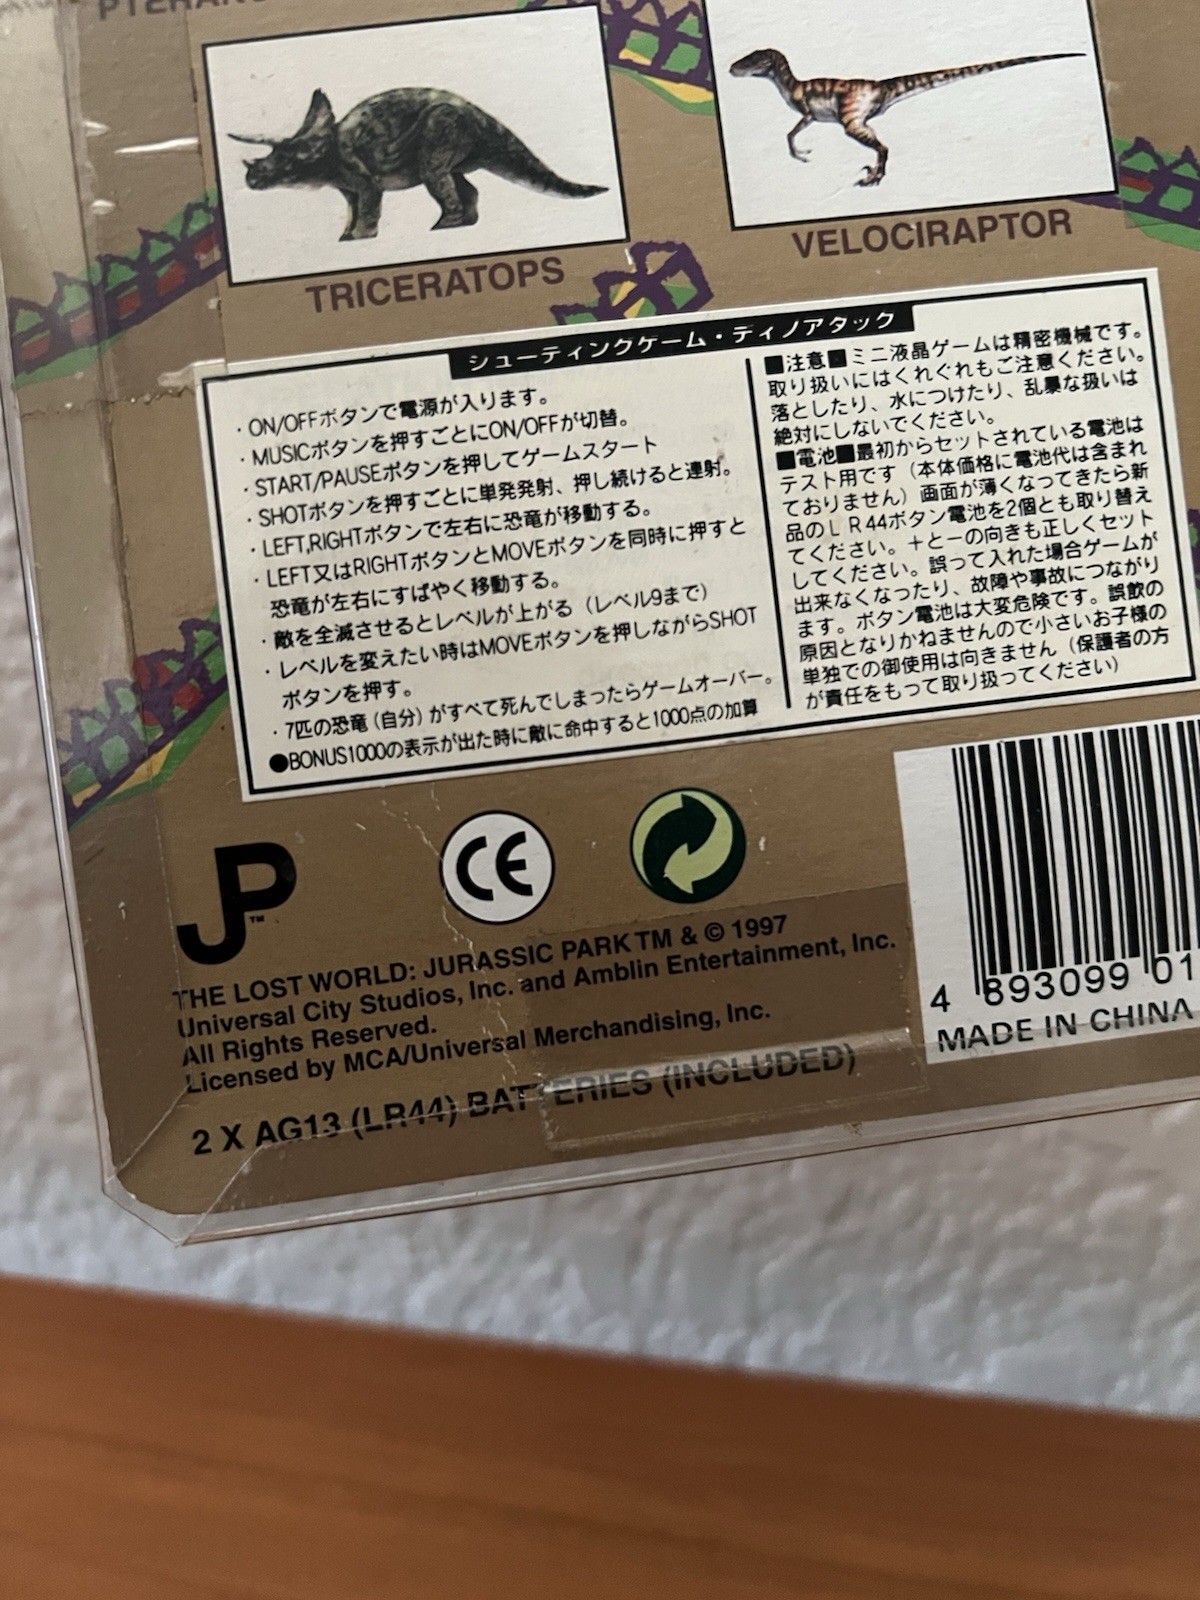 TRICERATOPS
VELOCIRAPTOR
シューティングゲーム・ディノアタック
・ON/OFFボタンで電源が入ります。
・MUSICボタンを押すごとにON/OFFが切替。
・START/PAUSEボタンを押してゲームスタート
・SHOTボタンを押すごとに単発発射、押し続けると連射。
・LEFT,RIGHTボタンで左右に恐竜が移動する。
・LEFT又はRIGHTボタンとMOVEボタンを同時に押すと
恐竜が左右にすばやく移動する。
・敵を全滅させるとレベルが上がる（レベル9まで）
・レベルを変えたい時はMOVEボタンを押しながらSHOT
ボタンを押す。
・7匹の恐竜（自分）がすべて死んでしまったらゲームオーバー。
●BONUS1000の表示が出た時に敵に命中すると1000点の加算
■注意■ミニ液晶ゲームは精密機械です。
取り扱いにはくれぐれもご注意ください。
落としたり、水につけたり、乱暴な扱いは
絶対にしないでください。
■電池■最初からセットされている電池は
テスト用です（本体価格に電池代は含まれ
ておりません）画面が薄くなってきたら新
品のLR44ボタン電池を2個とも取り替え
てください。＋と−の向きも正しくセット
してください。誤って入れた場合ゲームが
出来なくなったり、故障や事故につながり
ます。ボタン電池は大変危険です。誤飲の
原因となりかねませんので小さいお子様の
単独での御使用は向きません（保護者の方
が責任をもって取り扱ってください）
JP™
CE
THE LOST WORLD: JURASSIC PARK TM & © 1997
Universal City Studios, Inc. and Amblin Entertainment, Inc.
All Rights Reserved.
Licensed by MCA/Universal Merchandising, Inc.
2 X AG13 (LR44) BATTERIES (INCLUDED)
4 893099 01
MADE IN CHINA